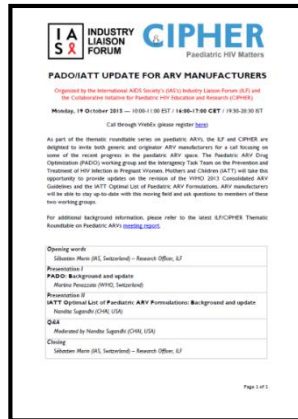 IAS
INDUSTRY
LIAISON
FORUM
CIPHER
Paediatric HIV Matters
PADO/IATT UPDATE FOR ARV MANUFACTURERS
Organized by the International AIDS Society's (IAS's) Industry Liaison Forum (ILF) and
the Collaborative Initiative for Paediatric HIV Education and Research (CIPHER)
Monday, 19 October 2015 — 10:00-11:00 EST / 16:00-17:00 CET / 19:30-20:30 IST
Call through WebEx (please register here)
As part of the thematic roundtable series on paediatric ARVs, the ILF and CIPHER are
delighted to invite both generic and originator ARV manufacturers for a call focusing on
some of the recent progress in the paediatric ARV space. The Paediatric ARV Drug
Optimization (PADO) working group and the Interagency Task Team on the Prevention and
Treatment of HIV Infection in Pregnant Women, Mothers and Children (IATT) will take this
opportunity to provide updates on the revision of the WHO 2013 Consolidated ARV
Guidelines and the IATT Optimal List of Paediatric ARV Formulations. ARV manufacturers
will be able to stay up-to-date with this moving field and ask questions to members of these
two working groups.
For additional background information, please refer to the latest ILF/CIPHER Thematic
Roundtable on Paediatric ARVs meeting report.
Opening words
Sébastien Morin (IAS, Switzerland) – Research Officer, ILF
Presentation I
PADO: Background and update
Martina Penazzato (WHO, Switzerland)
Presentation II
IATT Optimal List of Paediatric ARV Formulations: Background and update
Nandita Sugandhi (CHAI, USA)
Q&A
Moderated by Nandita Sugandhi (CHAI, USA)
Closing
Sébastien Morin (IAS, Switzerland) – Research Officer, ILF